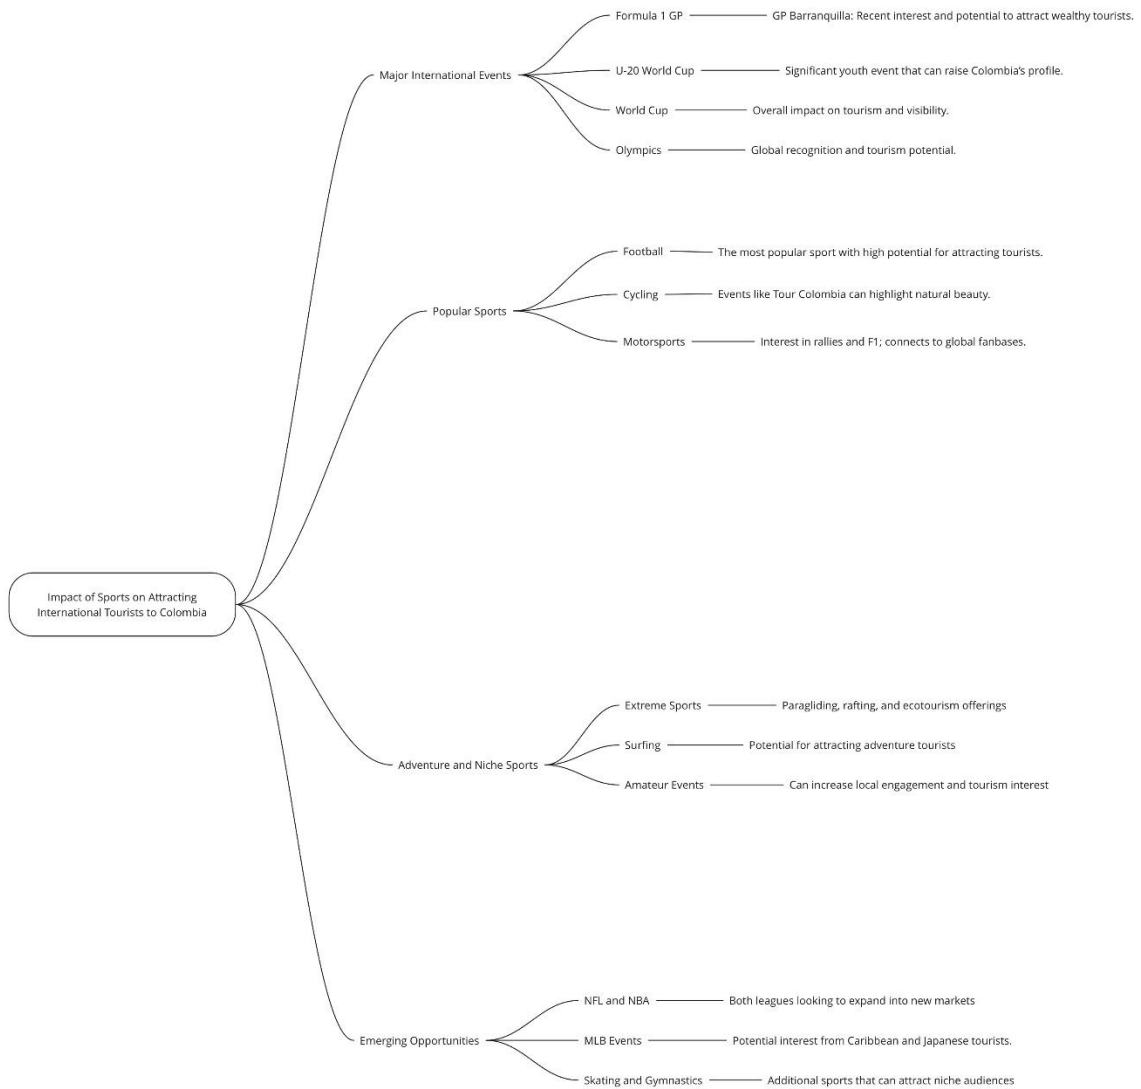 Formula 1 GP
GP Barranquilla: Recent interest and potential to attract wealthy tourists.
Major International Events
U-20 World Cup
Significant youth event that can raise Colombia's profile.
World Cup
Overall impact on tourism and visibility.
Olympics
Global recognition and tourism potential.
Football
The most popular sport with high potential for attracting tourists.
Cycling
Events like Tour Colombia can highlight natural beauty.
Popular Sports
Motorsports
Interest in rallies and F1; connects to global fanbases.
Impact of Sports on Attracting
International Tourists to Colombia
Extreme Sports
Paragliding, rafting, and ecotourism offerings
Surfing
Potential for attracting adventure tourists
Adventure and Niche Sports
Amateur Events
Can increase local engagement and tourism interest
NFL and NBA
Both leagues looking to expand into new markets
Emerging Opportunities
MLB Events
Potential interest from Caribbean and Japanese tourists.
Skating and Gymnastics
Additional sports that can attract niche audiences